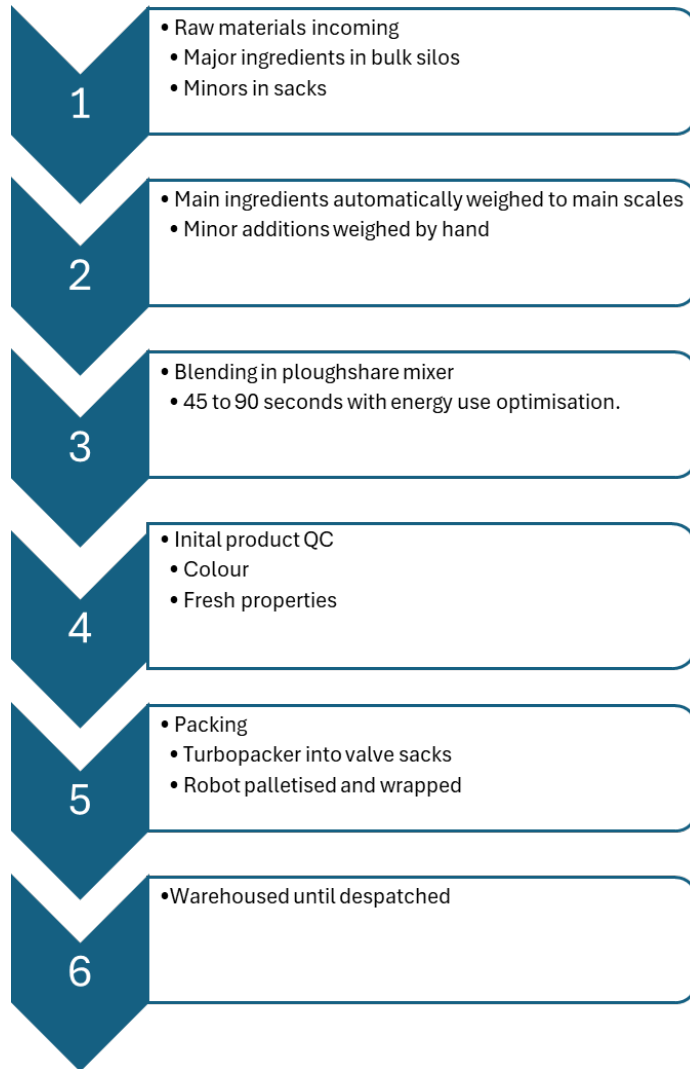 1
• Raw materials incoming
• Major ingredients in bulk silos
• Minors in sacks
2
• Main ingredients automatically weighed to main scales
• Minor additions weighed by hand
3
• Blending in ploughshare mixer
• 45 to 90 seconds with energy use optimisation.
4
• Inital product QC
• Colour
• Fresh properties
5
• Packing
• Turbopacker into valve sacks
• Robot palletised and wrapped
6
•Warehoused until despatched